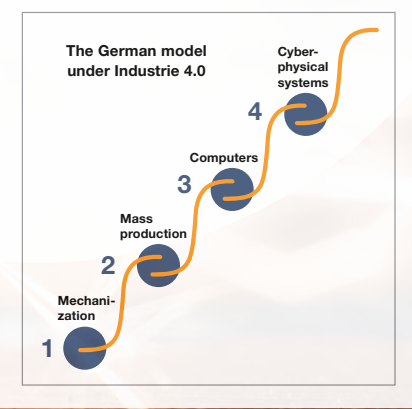 The German model
under Industrie 4.0
Cyber-
physical
systems
4
Computers
3
Mass
production
2
Mechani-
zation
1